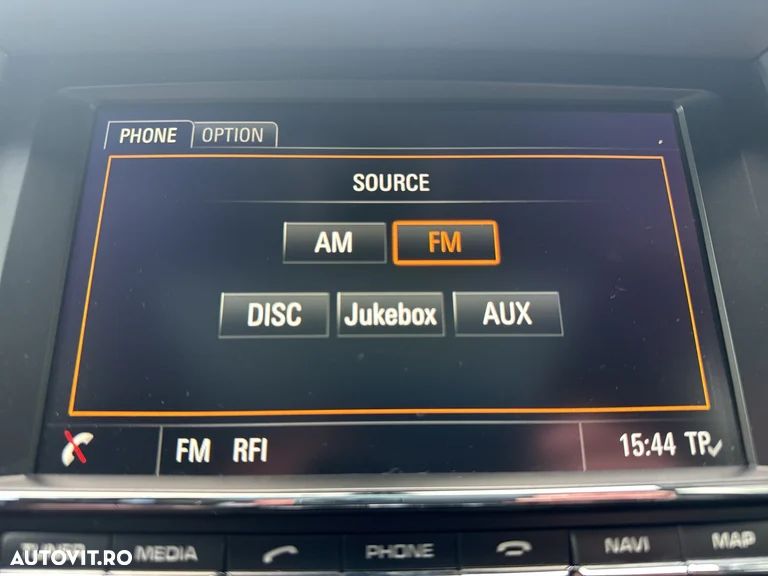 PHONE OPTION
SOURCE
AM FM
DISC Jukebox AUX
FM RFI 15:44 TP
TUNER MEDIA PHONE NAVI MAP
AUTOVIT.RO